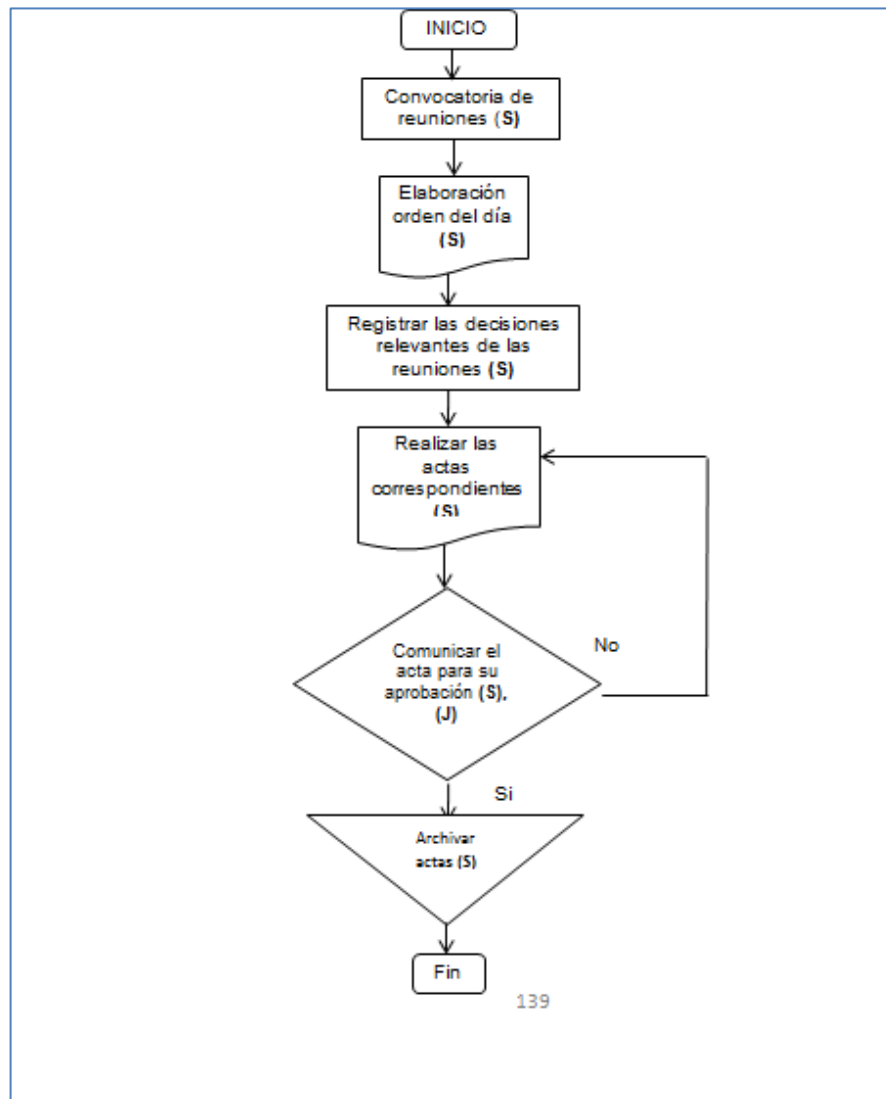 INICIO
Convocatoria de
reuniones (S)
Elaboración
orden del día
(S)
Registrar las decisiones
relevantes de las
reuniones (S)
Realizar las
actas
correspondientes
(S)
Comunicar el
acta para su
aprobación (S),
(J)
No
Si
Archivar
actas (S)
Fin
139